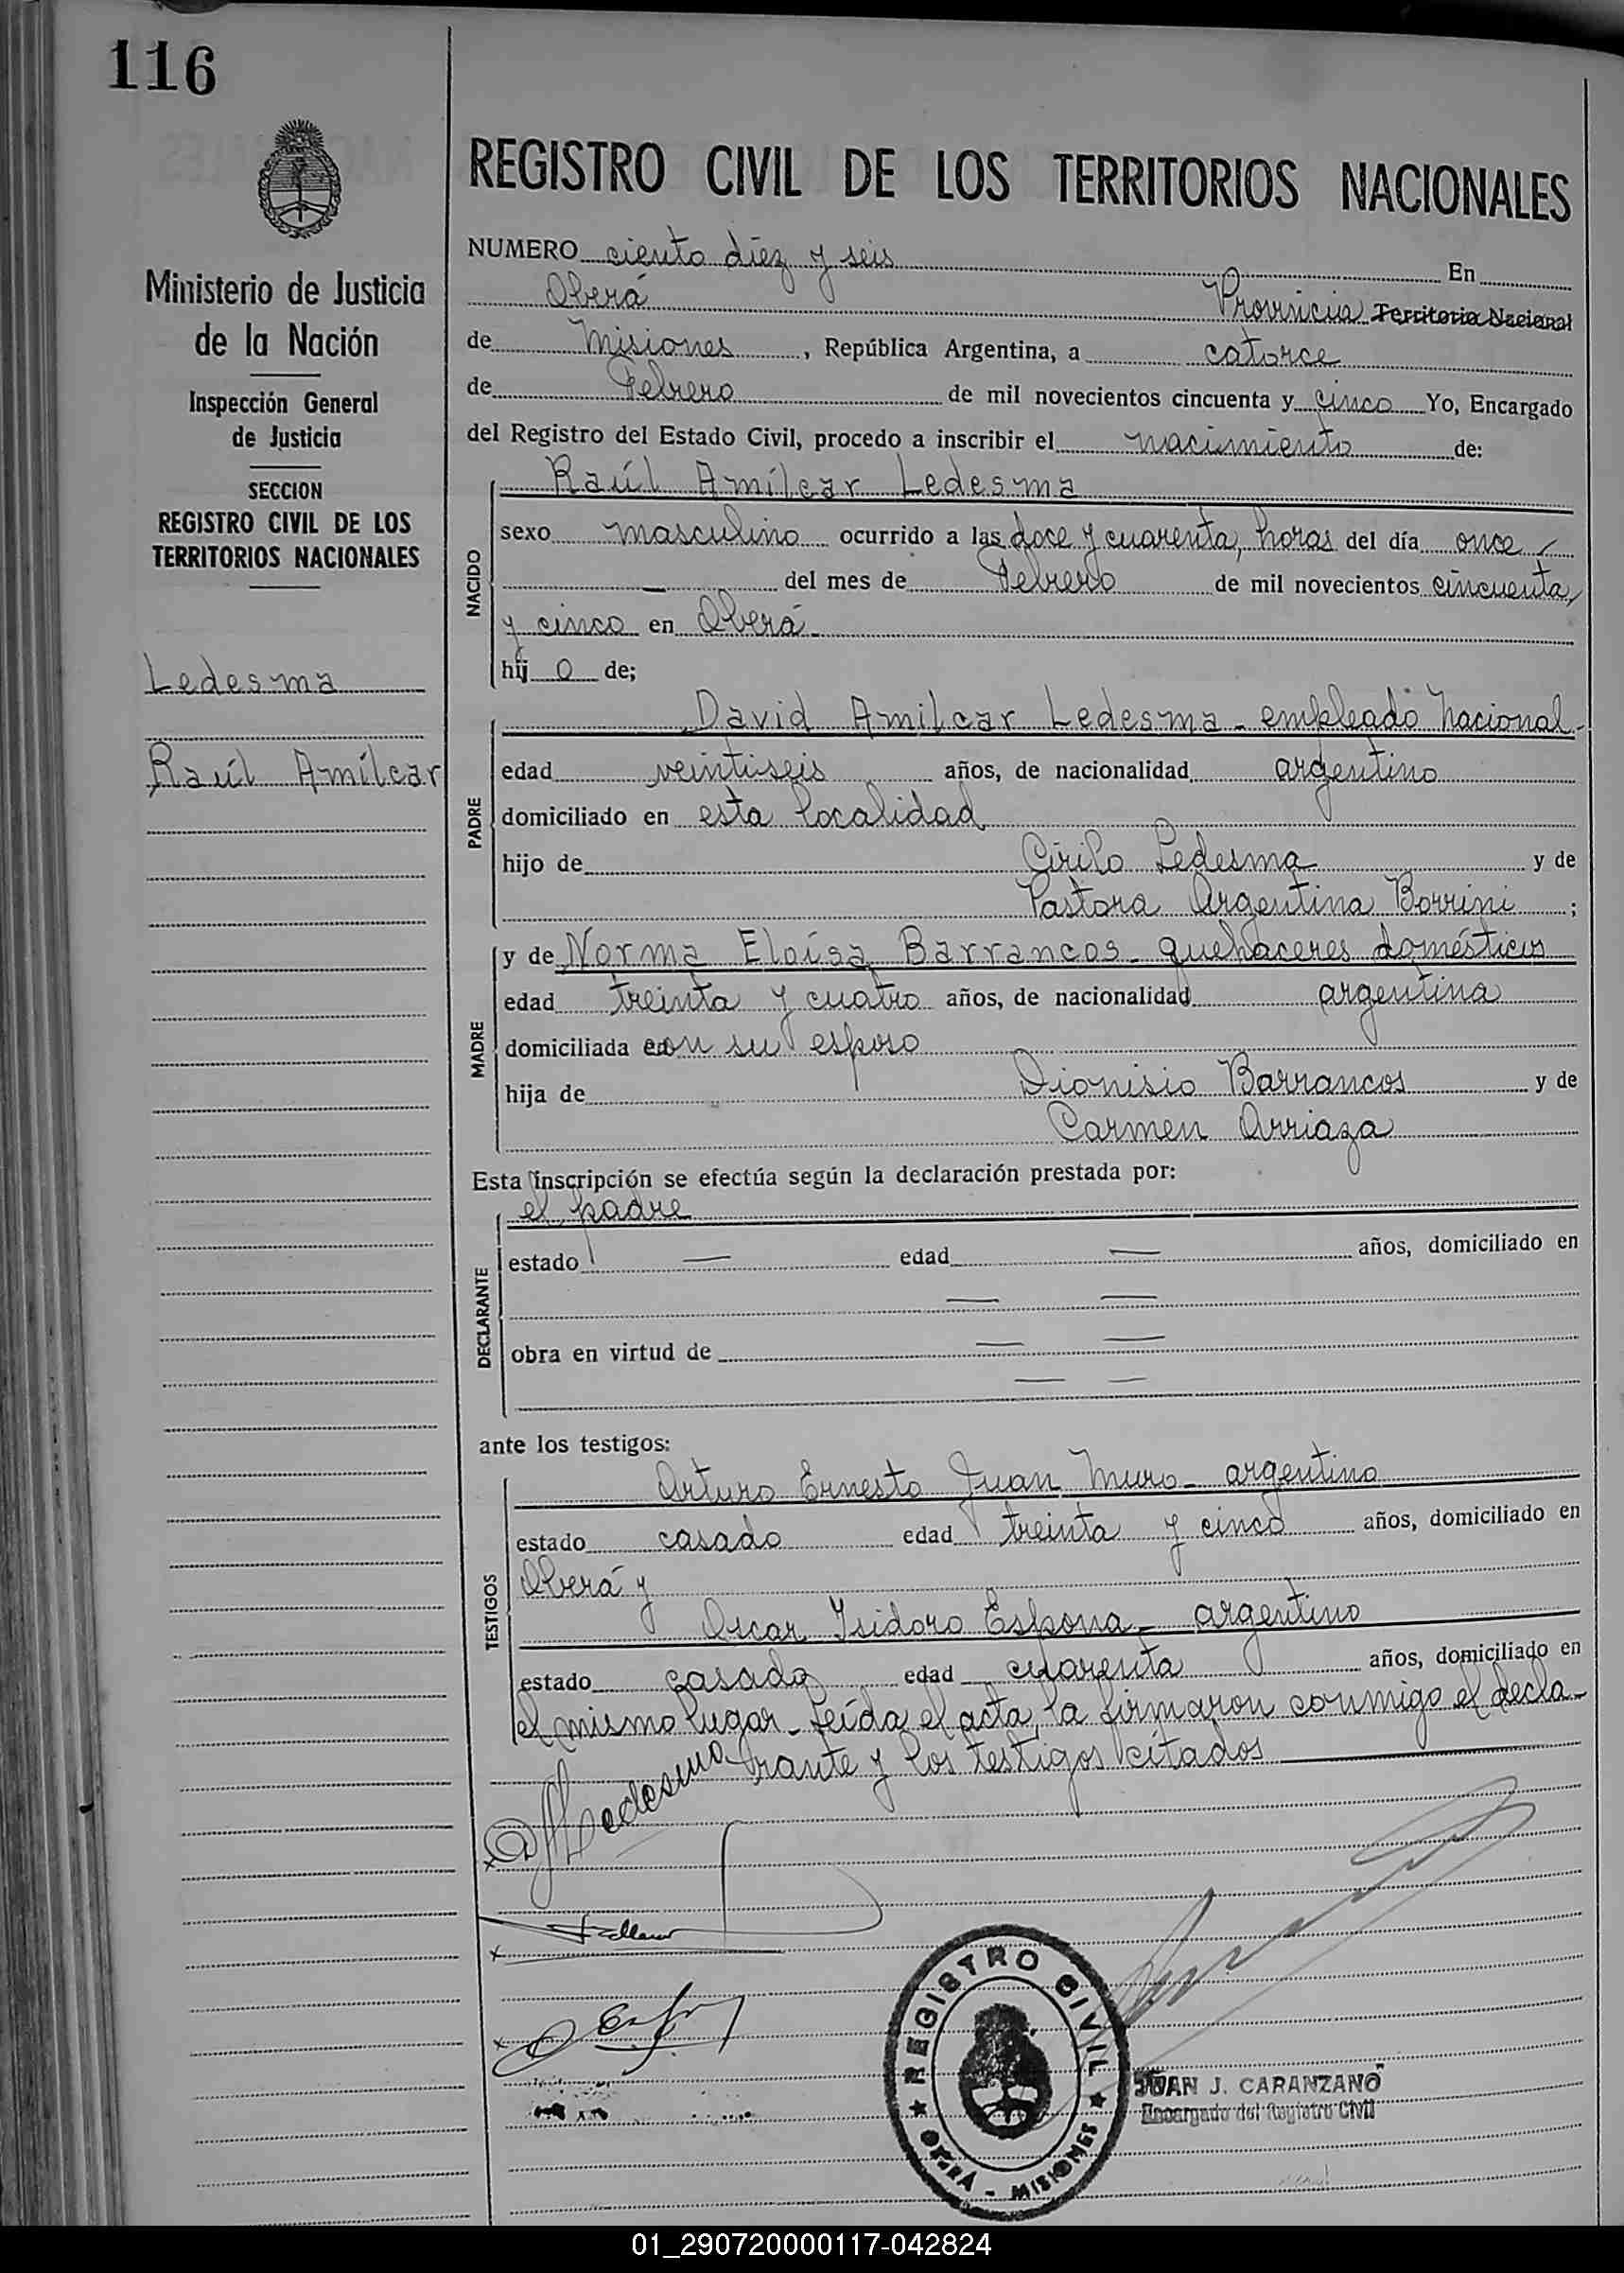 116
REGISTRO CIVIL DE LOS TERRITORIOS NACIONALES
Ministerio de Justicia
de la Nación
Inspección General
de Justicia
SECCION
REGISTRO CIVIL DE LOS
TERRITORIOS NACIONALES
Ledesma
Raúl Amílcar
NUMERO ciento diez y seis En
Oberá Provincia Territorio Nacional
de Misiones, República Argentina, a catorce
de Febrero de mil novecientos cincuenta y cinco Yo, Encargado
del Registro del Estado Civil, procedo a inscribir el nacimiento de:
NACIDO
Raúl Amílcar Ledesma
sexo masculino ocurrido a las doce y cuarenta, horas del día once
del mes de Febrero de mil novecientos cincuenta
y cinco en Oberá
hij o de;
PADRE
David Amilcar Ledesma - empleado Nacional -
edad veintiseis años, de nacionalidad argentino
domiciliado en esta localidad
hijo de Cirilo Ledesma y de
Pastora Argentina Borrini ;
MADRE
y de Norma Eloísa Barrancos - quehaceres domésticos
edad treinta y cuatro años, de nacionalidad argentina
domiciliada con su esposo
hija de Dionisio Barrancos y de
Carmen Arriaza
Esta inscripción se efectúa según la declaración prestada por:
DECLARANTE
el padre
estado — edad — años, domiciliado en
— —
obra en virtud de — —
— —
ante los testigos:
TESTIGOS
Arturo Ernesto Juan Muro - argentino
estado casado edad treinta y cinco años, domiciliado en
Oberá y
Oscar Isidoro Espona - argentino
estado casado edad cuarenta años, domiciliado en
el mismo lugar - Leída el acta, la firmaron conmigo el decla-
rante y los testigos citados
Ledesma
REGISTRO CIVIL
OBERÁ - MISIONES
JUAN J. CARANZANO
Encargado del Registro Civil
01_290720000117-042824